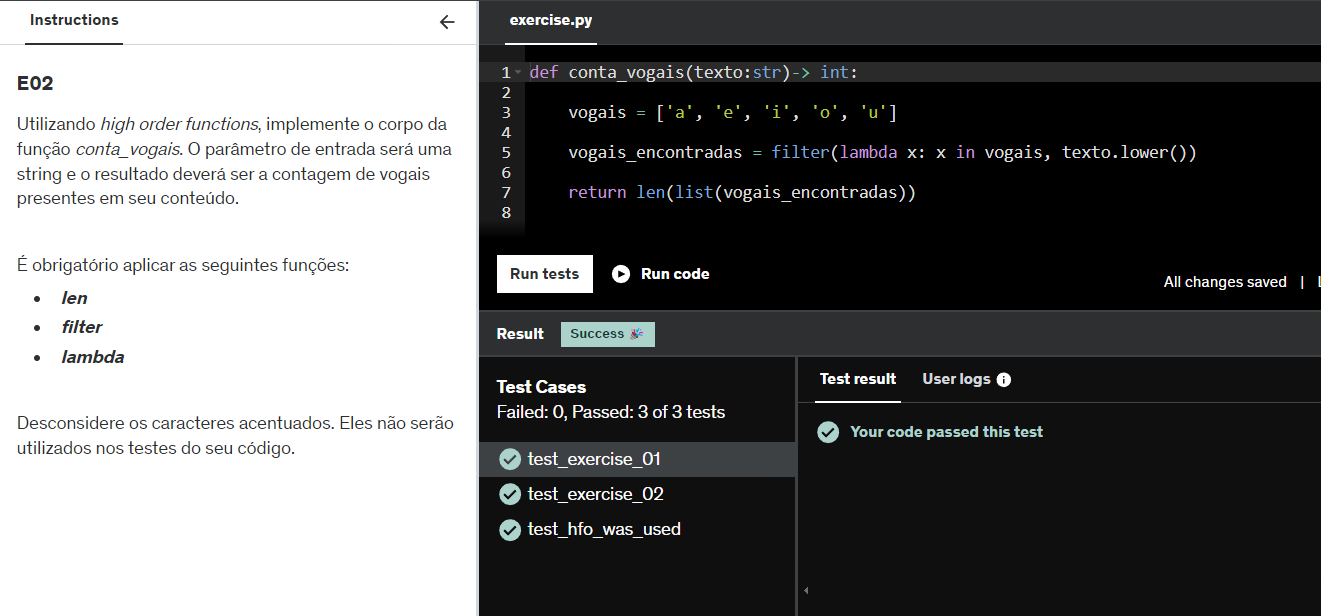 Instructions
E02
Utilizando high order functions, implemente o corpo da
função conta_vogais. O parâmetro de entrada será uma
string e o resultado deverá ser a contagem de vogais
presentes em seu conteúdo.
É obrigatório aplicar as seguintes funções:
• len
• filter
• lambda
Desconsidere os caracteres acentuados. Eles não serão
utilizados nos testes do seu código.
exercise.py
1 def conta_vogais(texto:str)-> int:
2
3 vogais = ['a', 'e', 'i', 'o', 'u']
4
5 vogais_encontradas = filter(lambda x: x in vogais, texto.lower())
6
7 return len(list(vogais_encontradas))
8
Run tests Run code
All changes saved |
Result Success 🎉
Test Cases
Failed: 0, Passed: 3 of 3 tests
test_exercise_01
test_exercise_02
test_hfo_was_used
Test result User logs
Your code passed this test